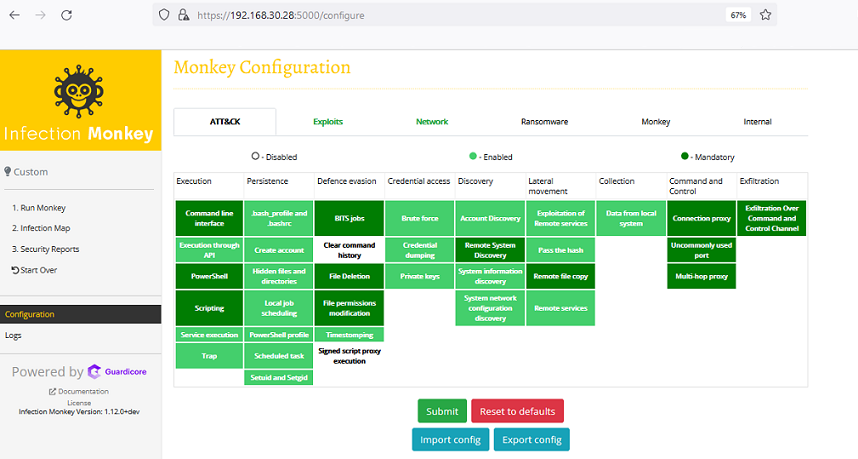 https://192.168.30.28:5000/configure
67%
Infection Monkey
Custom
1. Run Monkey
2. Infection Map
3. Security Reports
Start Over
Configuration
Logs
Powered by Guardicore
Documentation
License
Infection Monkey Version: 1.12.0+dev
Monkey Configuration
ATT&CK Exploits Network Ransomware Monkey Internal
- Disabled - Enabled - Mandatory
Execution
Command line
interface
Execution through
API
PowerShell
Scripting
Service execution
Trap
Persistence
.bash_profile and
.bashrc
Create account
Hidden files and
directories
Local job
scheduling
PowerShell profile
Scheduled task
Setuid and Setgid
Defence evasion
BITS jobs
Clear command
history
File Deletion
File permissions
modification
Timestomping
Signed script proxy
execution
Credential access
Brute force
Credential
dumping
Private keys
Discovery
Account Discovery
Remote System
Discovery
System information
discovery
System network
configuration
discovery
Lateral
movement
Exploitation of
Remote services
Pass the hash
Remote file copy
Remote services
Collection
Data from local
system
Command and
Control
Connection proxy
Uncommonly used
port
Multi-hop proxy
Exfiltration
Exfiltration Over
Command and
Control Channel
Submit Reset to defaults
Import config Export config